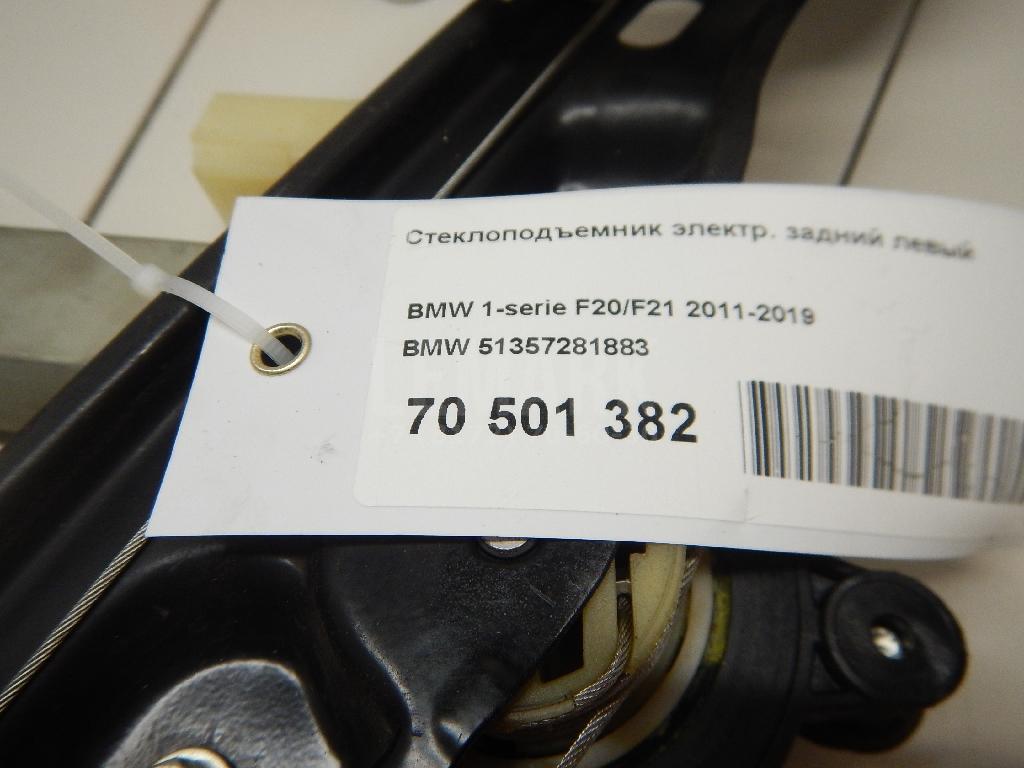 Стеклоподъемник электр. задний левый
BMW 1-serie F20/F21 2011-2019
BMW 51357281883
70 501 382